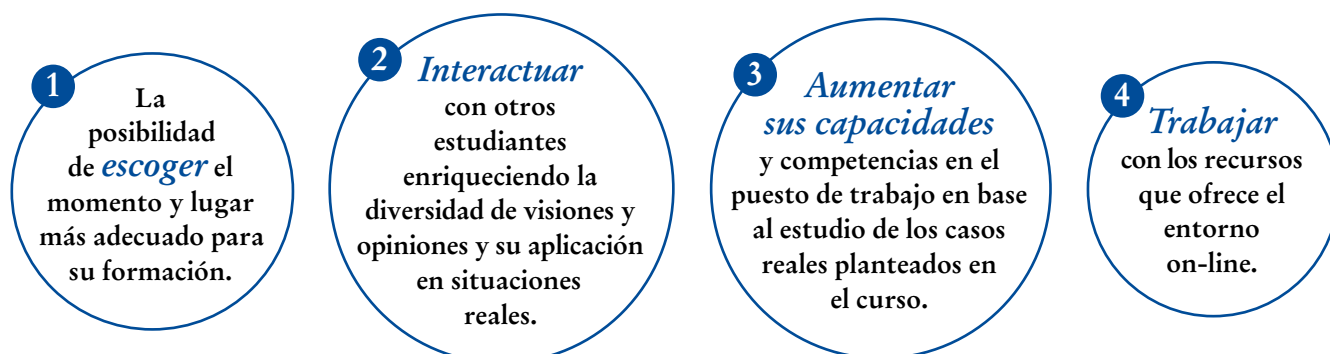 1
La
posibilidad
de escoger el
momento y lugar
más adecuado para
su formación.
2
Interactuar
con otros
estudiantes
enriqueciendo la
diversidad de visiones y
opiniones y su aplicación
en situaciones
reales.
3
Aumentar
sus capacidades
y competencias en el
puesto de trabajo en base
al estudio de los casos
reales planteados en
el curso.
4
Trabajar
con los recursos
que ofrece el
entorno
on-line.